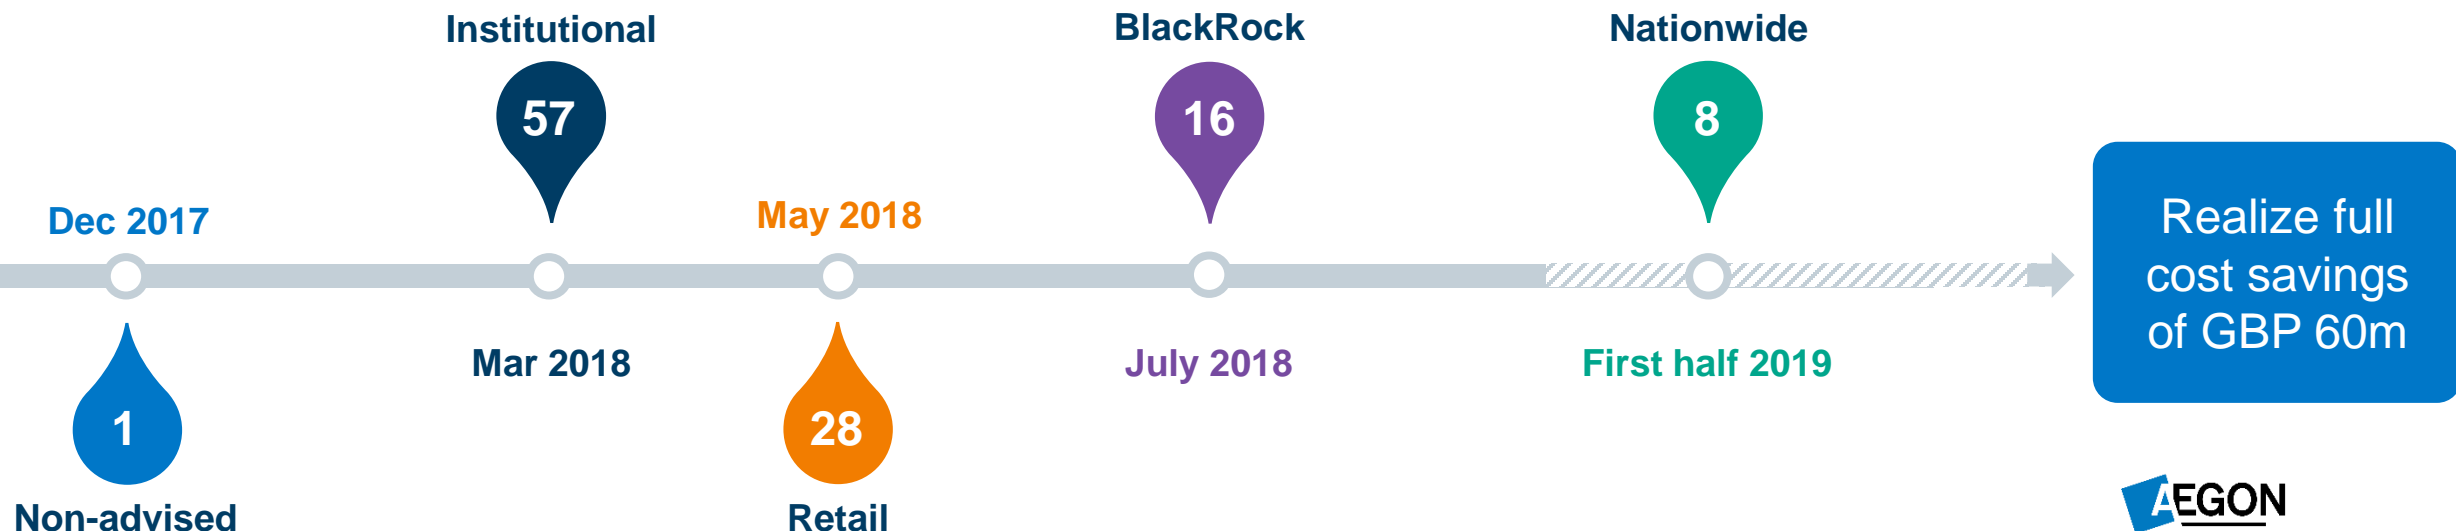 Institutional
BlackRock
Nationwide
57
16
8
Dec 2017
May 2018
Realize full
cost savings
of GBP 60m
Mar 2018
July 2018
First half 2019
1
28
Non-advised
Retail
AEGON